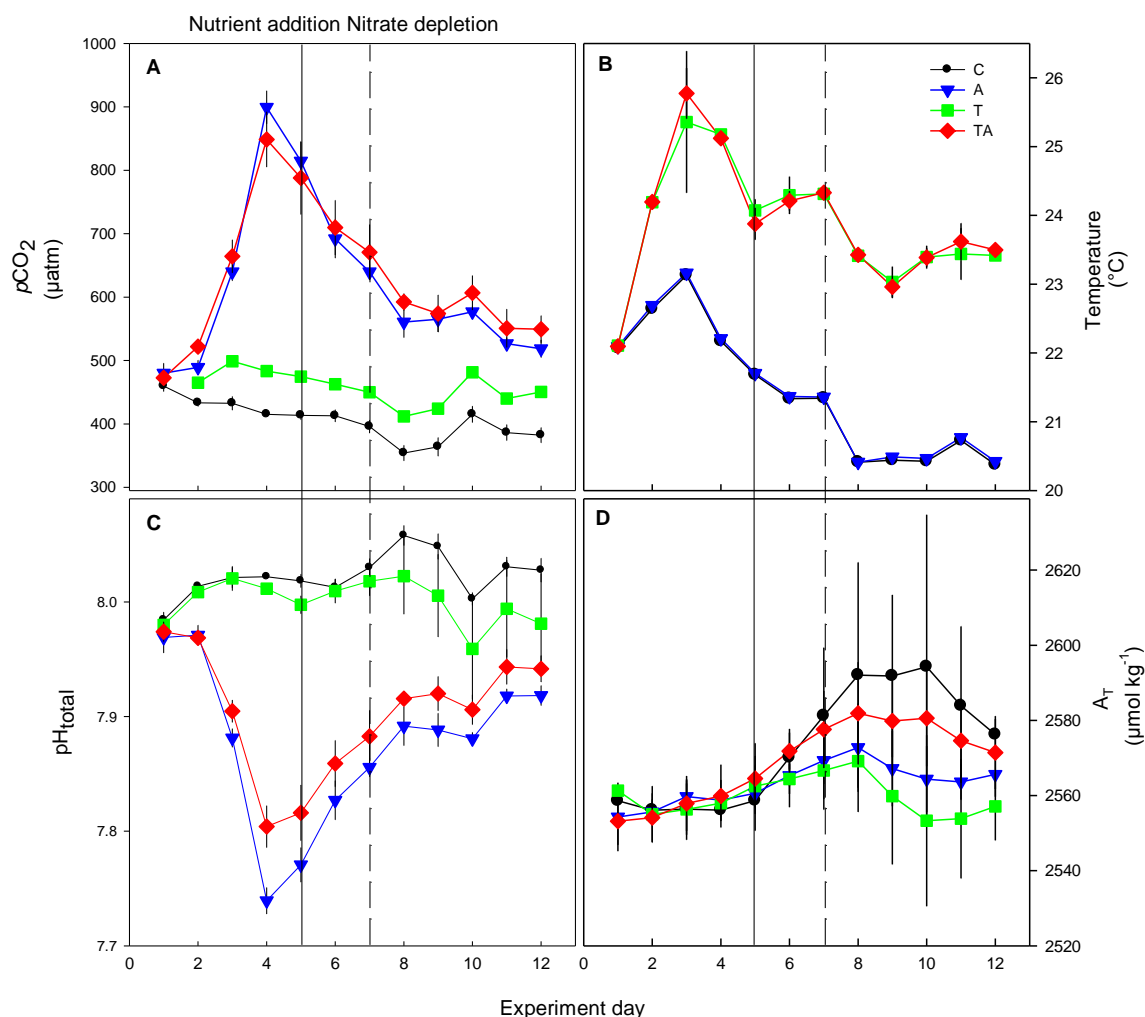 Nutrient addition Nitrate depletion
A
1000
900
800
700
600
500
400
300
pCO2
(µatm)
B
C
A
T
TA
26
25
24
23
22
21
20
Temperature
(°C)
C
8.0
7.9
7.8
7.7
pHtotal
0 2 4 6 8 10 12
D
2620
2600
2580
2560
2540
2520
AT
(µmol kg-1)
0 2 4 6 8 10 12
Experiment day